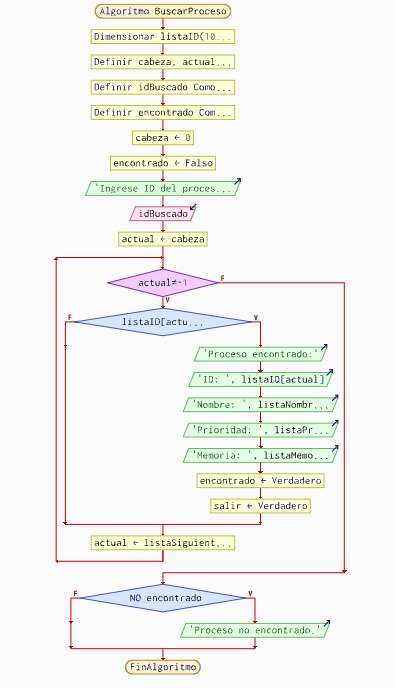 Algoritmo BuscarProceso
Dimensionar listaID(10...
Definir cabeza, actual...
Definir idBuscado Como...
Definir encontrado Com...
cabeza ← 0
encontrado ← Falso
'Ingrese ID del proces...
idBuscado
actual ← cabeza
actual≠-1
F
V
listaID[actu...
F
V
'Proceso encontrado:'
'ID: ', listaID[actual]
'Nombre: ', listaNombr...
'Prioridad: ', listaPr...
'Memoria: ', listaMemo...
encontrado ← Verdadero
salir ← Verdadero
actual ← listaSiguient...
F
NO encontrado
V
'Proceso no encontrado.'
FinAlgoritmo